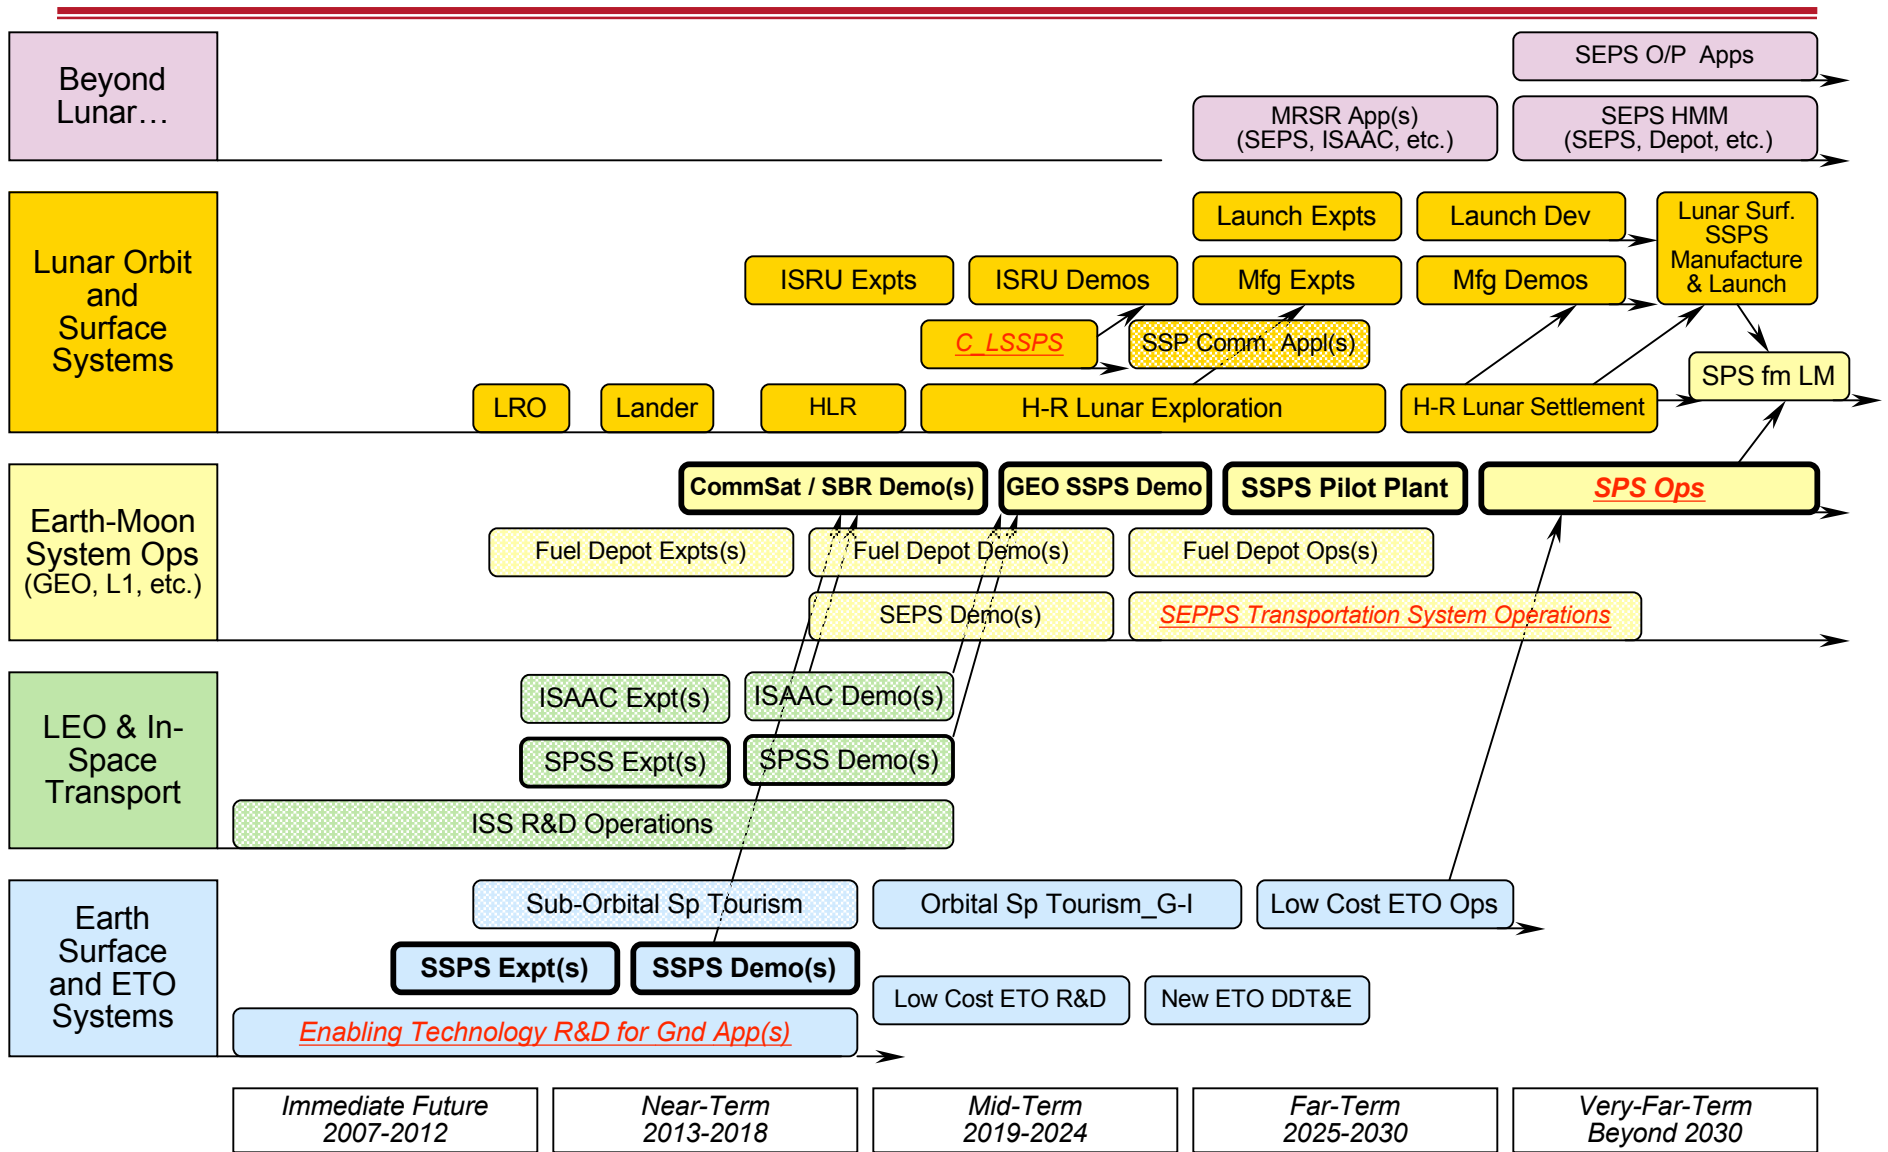 Beyond
Lunar…
SEPS O/P Apps
MRSR App(s)
(SEPS, ISAAC, etc.)
SEPS HMM
(SEPS, Depot, etc.)
Lunar Orbit
and
Surface
Systems
Launch Expts
Launch Dev
Lunar Surf.
SSPS
Manufacture
& Launch
ISRU Expts
ISRU Demos
Mfg Expts
Mfg Demos
C_LSSPS
SSP Comm. Appl(s)
SPS fm LM
LRO
Lander
HLR
H-R Lunar Exploration
H-R Lunar Settlement
Earth-Moon
System Ops
(GEO, L1, etc.)
CommSat / SBR Demo(s)
GEO SSPS Demo
SSPS Pilot Plant
SPS Ops
Fuel Depot Expts(s)
Fuel Depot Demo(s)
Fuel Depot Ops(s)
SEPS Demo(s)
SEPPS Transportation System Operations
LEO & In-
Space
Transport
ISAAC Expt(s)
ISAAC Demo(s)
SPSS Expt(s)
SPSS Demo(s)
ISS R&D Operations
Earth
Surface
and ETO
Systems
Sub-Orbital Sp Tourism
Orbital Sp Tourism_G-I
Low Cost ETO Ops
SSPS Expt(s)
SSPS Demo(s)
Low Cost ETO R&D
New ETO DDT&E
Enabling Technology R&D for Gnd App(s)
Immediate Future
2007-2012
Near-Term
2013-2018
Mid-Term
2019-2024
Far-Term
2025-2030
Very-Far-Term
Beyond 2030